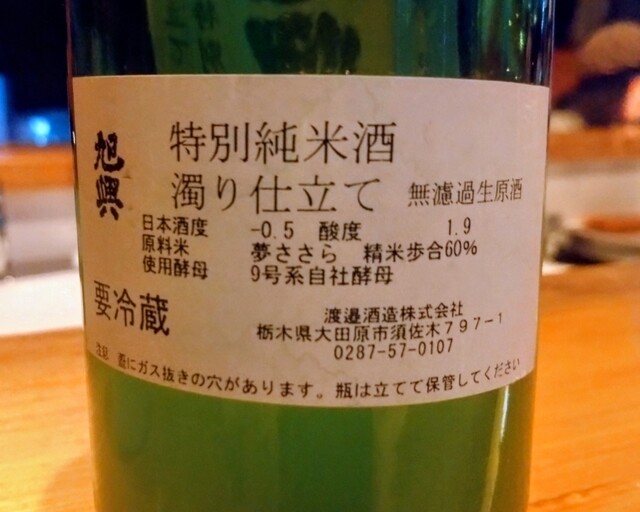 旭興
特別純米酒
濁り仕立て 無濾過生原酒
日本酒度 -0.5 酸度 1.9
原料米 夢ささら 精米歩合60%
使用酵母 9号系自社酵母
要冷蔵
渡邉酒造株式会社
栃木県大田原市須佐木797-1
0287-57-0107
注記 蓋にガス抜きの穴があります。瓶は立てて保管してください